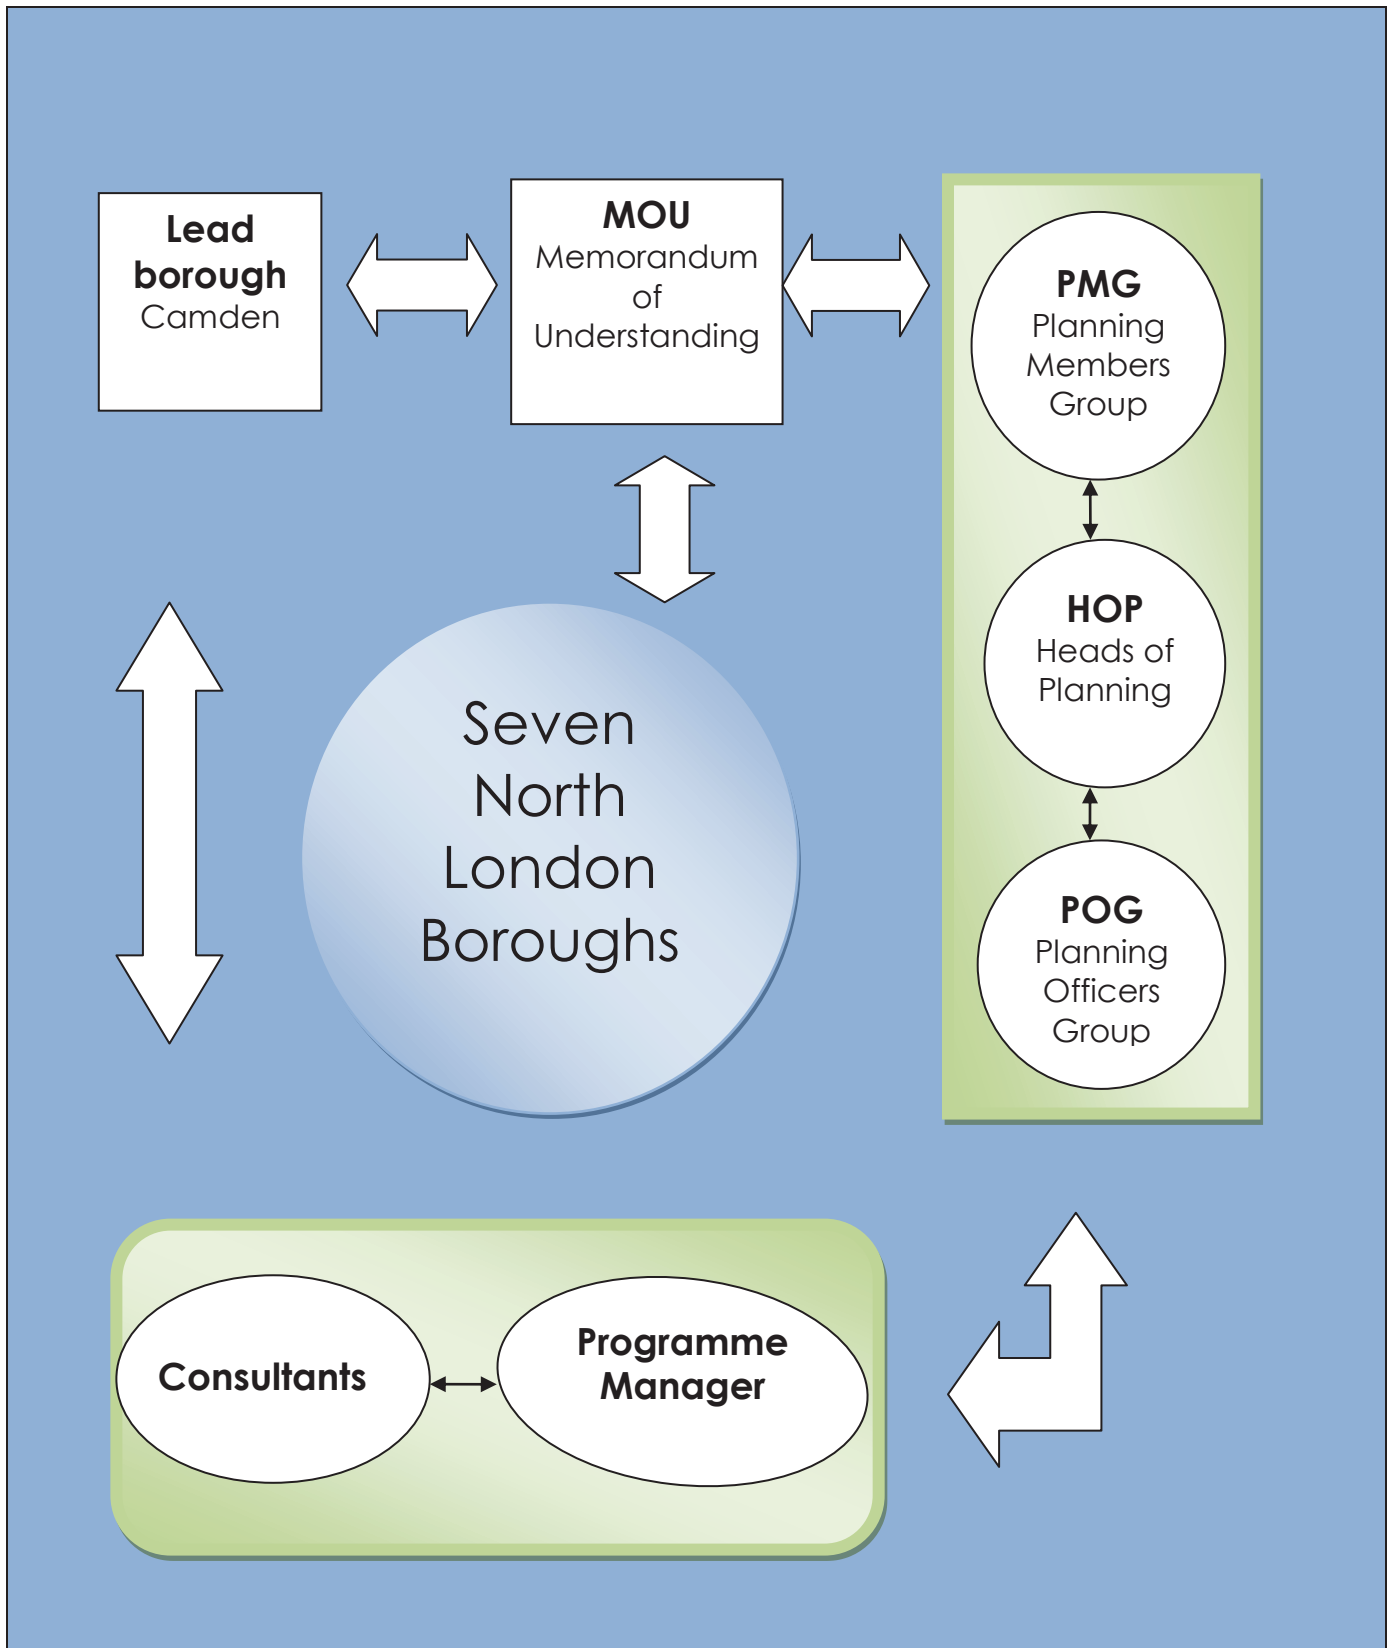 Lead
borough
Camden
MOU
Memorandum
of
Understanding
PMG
Planning
Members
Group
HOP
Heads of
Planning
POG
Planning
Officers
Group
Seven
North
London
Boroughs
Consultants
Programme
Manager